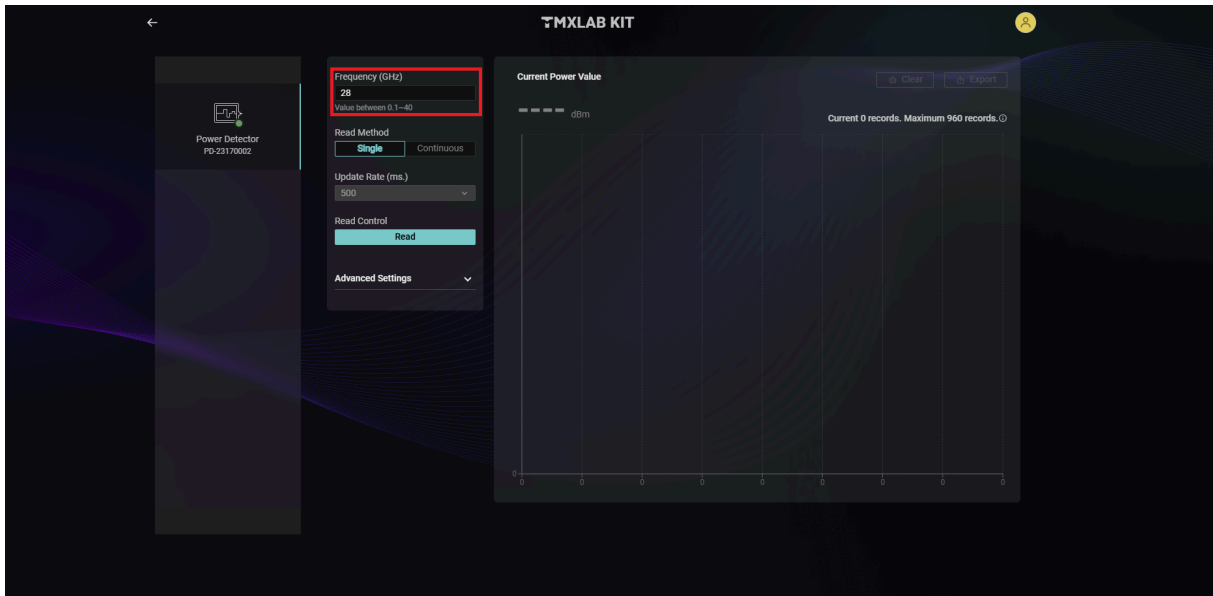 TMXLAB KIT
Power Detector
PD-23170002
Frequency (GHz)
28
Value between 0.1~40
Read Method
Single
Continuous
Update Rate (ms.)
500
Read Control
Read
Advanced Settings
Current Power Value
Clear
Export
---- dBm
Current 0 records. Maximum 960 records.
0
0 0 0 0 0 0 0 0 0